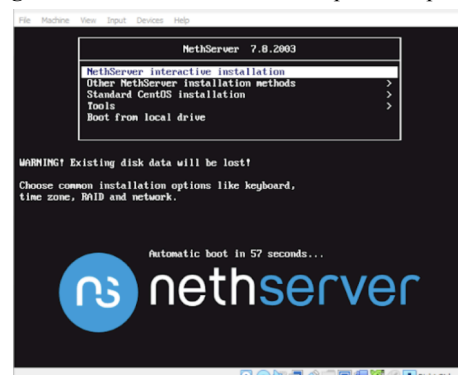 File Machine View Input Devices Help
NethServer 7.8.2003
NethServer interactive installation
Other NethServer installation methods >
Standard CentOS installation >
Tools >
Boot from local drive
WARNING! Existing disk data will be lost!
Choose common installation options like keyboard,
time zone, RAID and network.
Automatic boot in 57 seconds...
ns nethserver